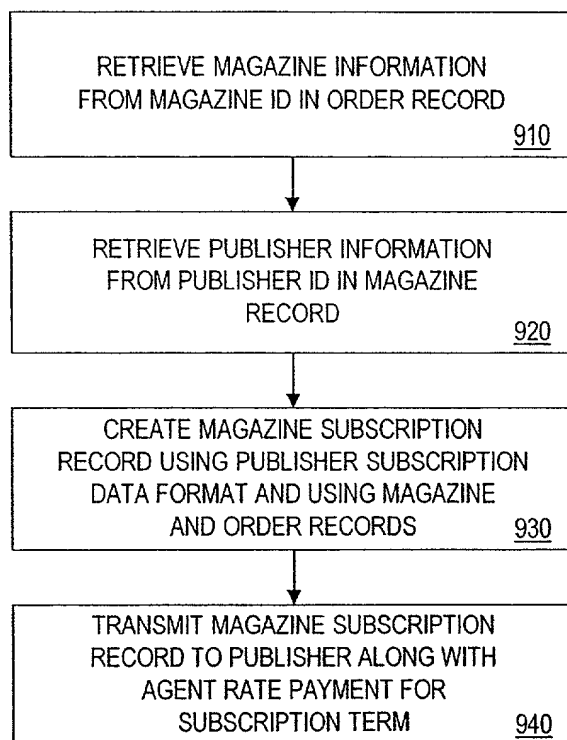 RETRIEVE MAGAZINE INFORMATION
FROM MAGAZINE ID IN ORDER RECORD
910
RETRIEVE PUBLISHER INFORMATION
FROM PUBLISHER ID IN MAGAZINE
RECORD
920
CREATE MAGAZINE SUBSCRIPTION
RECORD USING PUBLISHER SUBSCRIPTION
DATA FORMAT AND USING MAGAZINE
AND ORDER RECORDS
930
TRANSMIT MAGAZINE SUBSCRIPTION
RECORD TO PUBLISHER ALONG WITH
AGENT RATE PAYMENT FOR
SUBSCRIPTION TERM
940